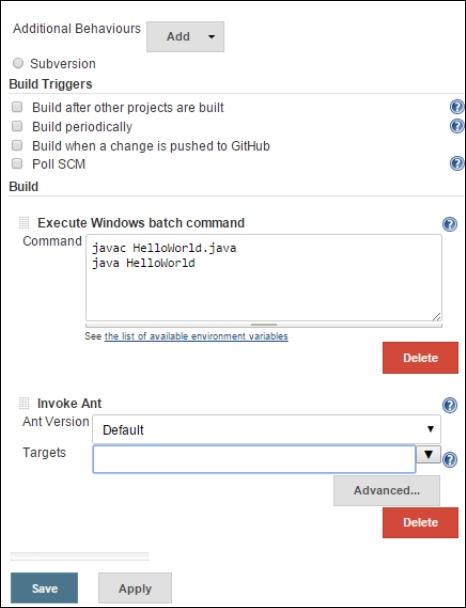 Additional Behaviours
Add
Subversion
Build Triggers
Build after other projects are built
Build periodically
Build when a change is pushed to GitHub
Poll SCM
Build
Execute Windows batch command
Command
javac HelloWorld.java
java HelloWorld
See the list of available environment variables
Delete
Invoke Ant
Ant Version
Default
Targets
Advanced...
Delete
Save
Apply